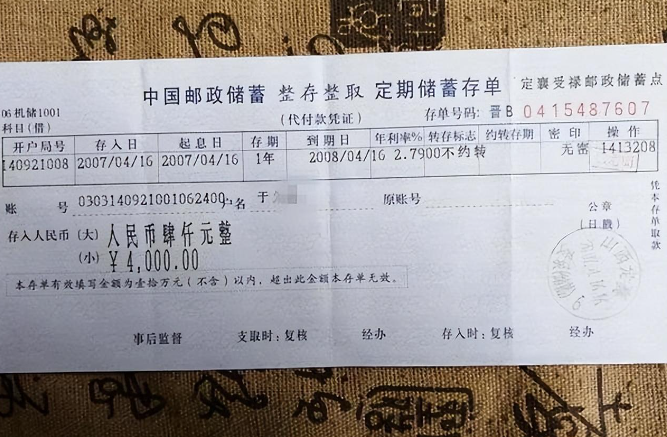 中国邮政储蓄 整存整取 定期储蓄存单 定襄受禄邮政储蓄点
06机储1001 (代付款凭证) 存单号码: 晋B 0415487607
科目(借)
开户局号 存入日 起息日 存期 到期日 年利率% 转存标志 约转存期 密印 操作
140921008 2007/04/16 2007/04/16 1年 2008/04/16 2.7900 不约转 无密 1413208
账号 030314092100106240 户名 于 原账号
公章
(日戳)
凭本存单取款
存入人民币 (大) 人民币肆仟元整
(小) ¥4,000.00
本存单有效填写金额为壹拾万元(不含)以内,超出此金额本存单无效。
事后监督 支取时:复核 经办 存入时:复核 经办